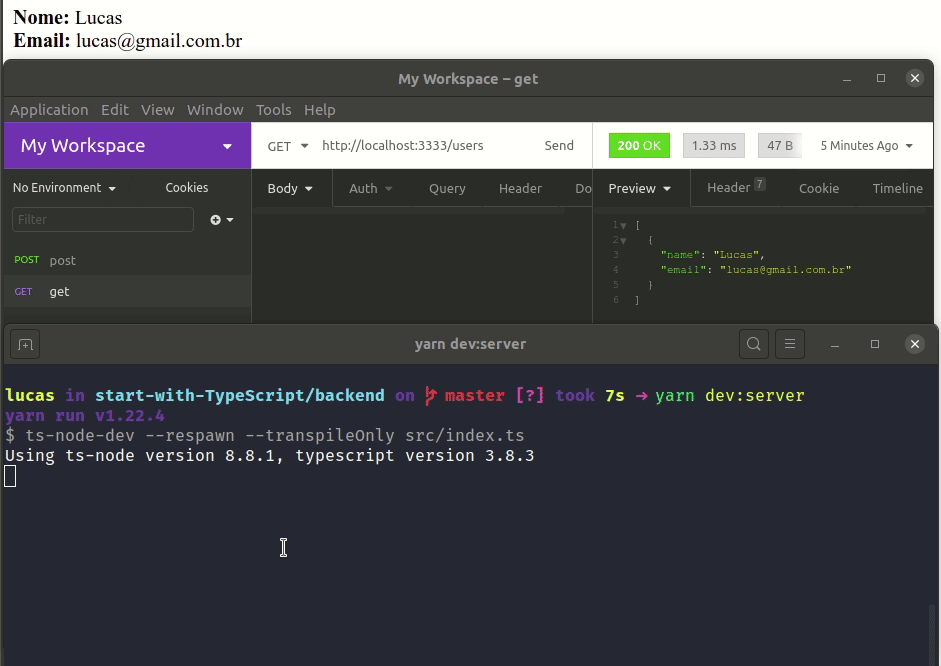 Nome: Lucas
Email: lucas@gmail.com.br
My Workspace – get
Application Edit View Window Tools Help
My Workspace GET http://localhost:3333/users Send 200 OK 1.33 ms 47 B 5 Minutes Ago
No Environment Cookies Body Auth Query Header Do Preview Header 7 Cookie Timeline
Filter
1 [
2 {
3 "name": "Lucas",
4 "email": "lucas@gmail.com.br"
5 }
6 ]
POST post
GET get
yarn dev:server
lucas in start-with-TypeScript/backend on master [?] took 7s → yarn dev:server
yarn run v1.22.4
$ ts-node-dev --respawn --transpileOnly src/index.ts
Using ts-node version 8.8.1, typescript version 3.8.3